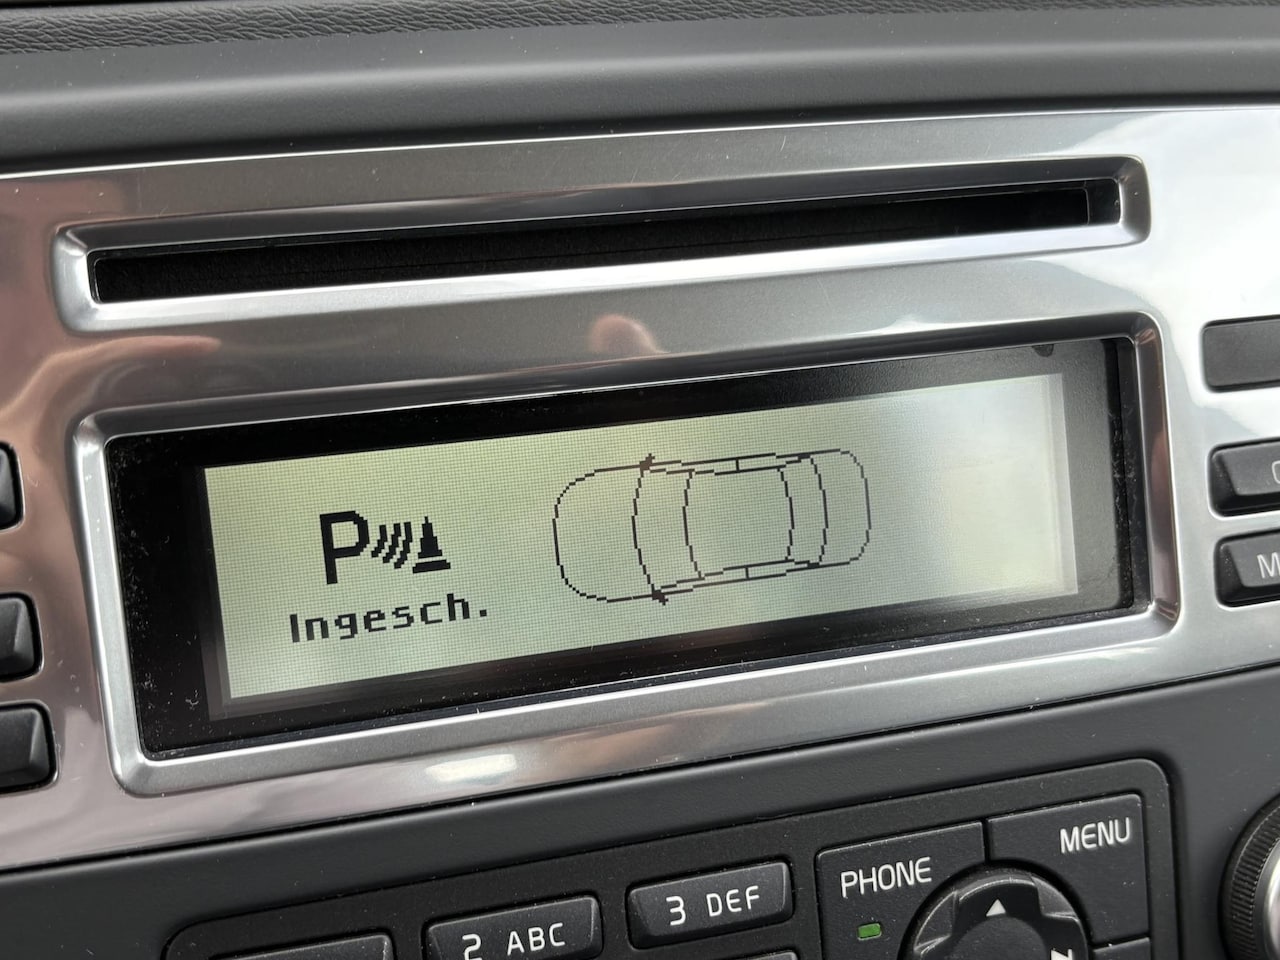 P
Ingesch.
MENU
PHONE
3 DEF
2 ABC